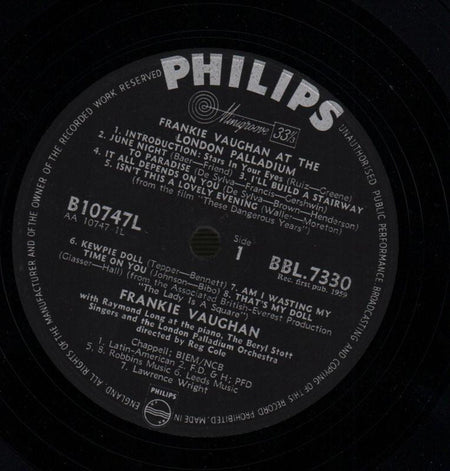 PHILIPS
Minigroove 33⅓
FRANKIE VAUGHAN AT THE
LONDON PALLADIUM
1. INTRODUCTION: Stars in Your Eyes (Ruiz—Greene)
2. JUNE NIGHT (Baer—Friend) 3. I'LL BUILD A STAIRWAY
TO PARADISE (De Sylva—Francis—Gershwin)
4. IT ALL DEPENDS ON YOU (De Sylva—Brown—Henderson)
5. ISN'T THIS A LOVELY EVENING (Waller—Moreton)
(from the film "These Dangerous Years")
B10747L
AA 10747 1L
Side
1
BBL.7330
Rec. first pub. 1959
6. KEWPIE DOLL (Tepper—Bennett) 7. AM I WASTING MY
TIME ON YOU (Johnson—Bibo) 8. THAT'S MY DOLL
(Glasser—Hall) (from the Associated British-Everest Production
"The Lady Is a Square")
FRANKIE VAUGHAN
with Raymond Long at the piano, The Beryl Stott
Singers and the London Palladium Orchestra
directed by Reg Cole
Chappell; BIEM/NCB
1. Latin-American; 2. F.D. & H; PFD
5. 8. Robbins Music; 6. Leeds Music;
7. Lawrence Wright
PHILIPS
ALL RIGHTS OF THE MANUFACTURER AND OF THE OWNER OF THE RECORDED WORK RESERVED
UNAUTHORISED PUBLIC PERFORMANCE BROADCASTING AND COPYING OF THIS RECORD PROHIBITED. MADE IN ENGLAND.